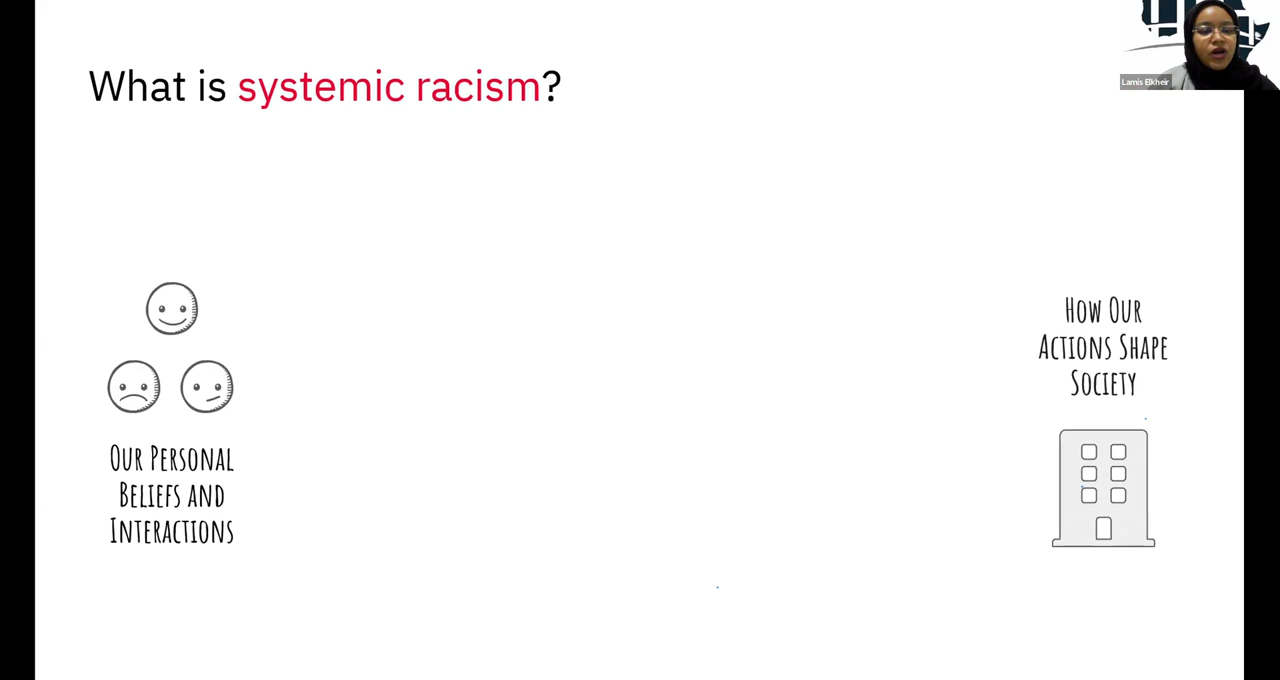 What is systemic racism?
Lamis Elkheir
Our Personal
Beliefs and
Interactions
How Our
Actions Shape
Society